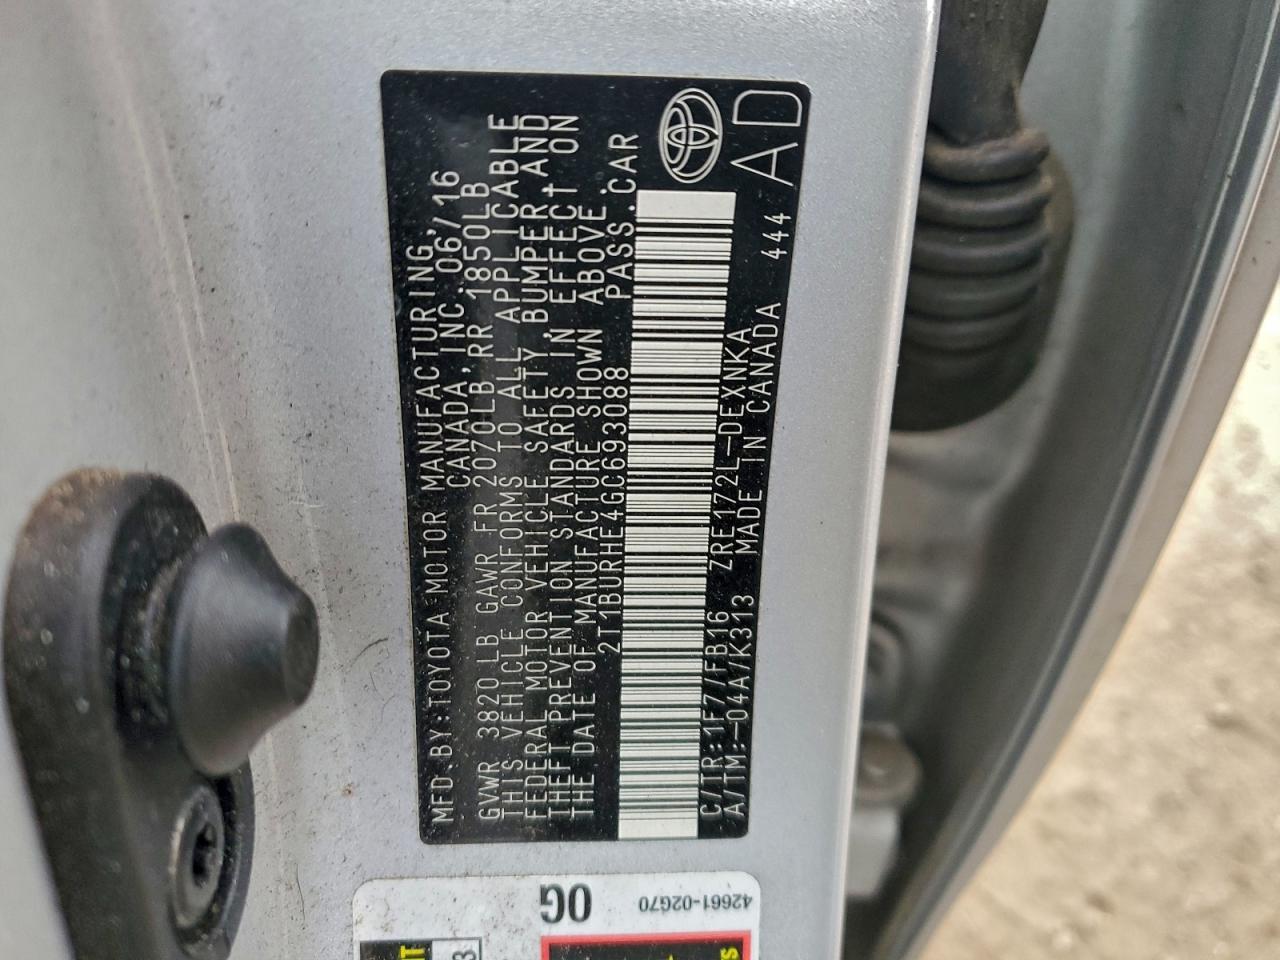 MFD.BY:TOYOTA MOTOR MANUFACTURING,
CANADA,INC.06/16
GVWR 3820 LB GAWR FR 2070LB,RR 1850LB
THIS VEHICLE CONFORMS TO ALL APPLICABLE
FEDERAL MOTOR VEHICLE SAFETY BUMPER AND
THEFT PREVENTION STANDARDS IN EFFECT ON
THE DATE OF MANUFACTURE SHOWN ABOVE.
2T1BURHE4GC693088 PASS.CAR
C/TR:1F7/FB16 ZRE172L-DEXNKA
A/TM:-04A/K313 MADE IN CANADA 444
AD
42661-02G70
0G